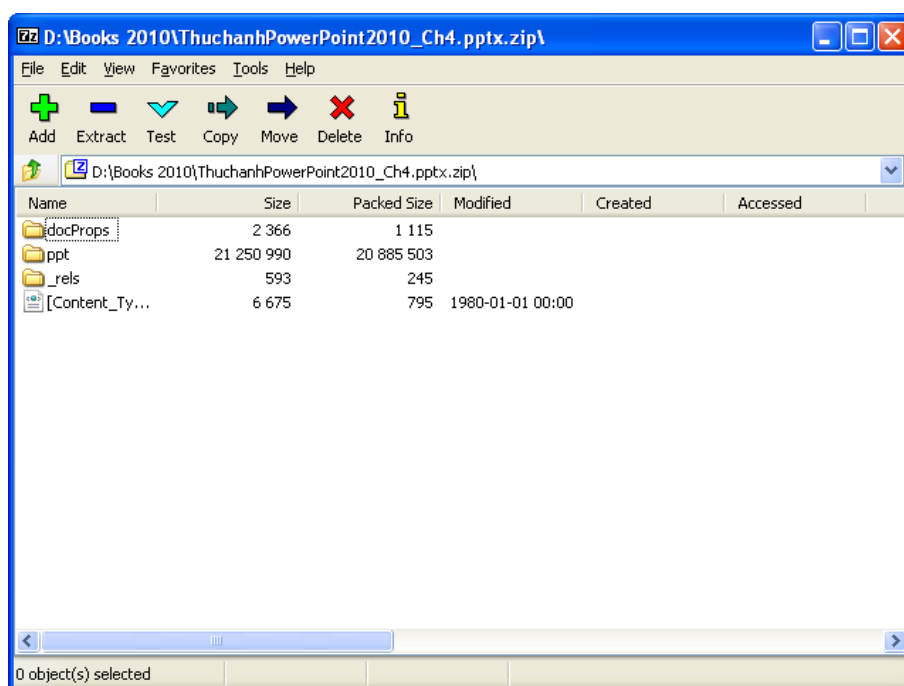 7z D:\Books 2010\ThuchanhPowerPoint2010_Ch4.pptx.zip\
File Edit View Favorites Tools Help
Add Extract Test Copy Move Delete Info
D:\Books 2010\ThuchanhPowerPoint2010_Ch4.pptx.zip\
Name Size Packed Size Modified Created Accessed
docProps 2 366 1 115
ppt 21 250 990 20 885 503
_rels 593 245
[Content_Ty... 6 675 795 1980-01-01 00:00
0 object(s) selected